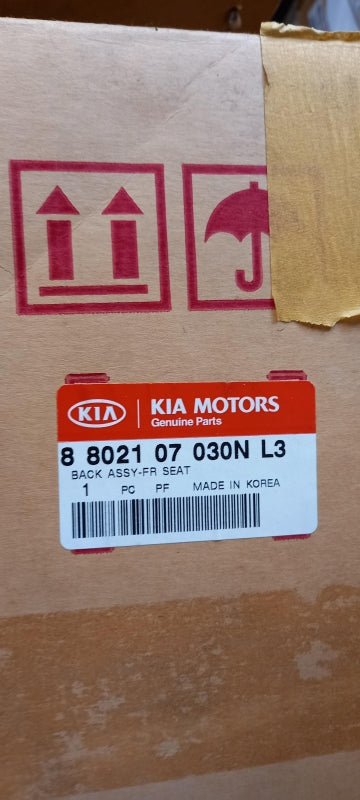 KIA KIA MOTORS
Genuine Parts
8 8021 07 030N L3
BACK ASSY-FR SEAT
1 PC PF MADE IN KOREA